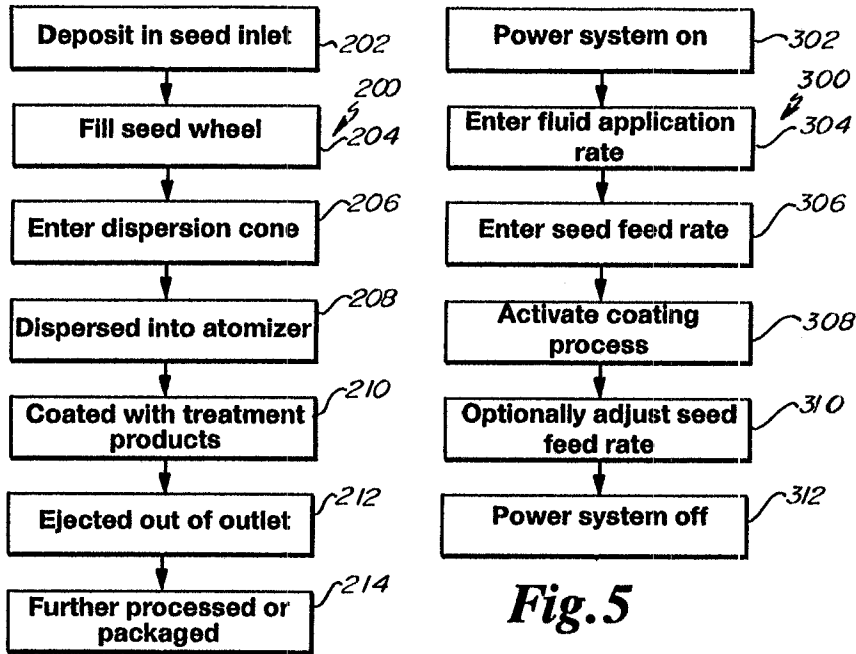 Deposit in seed inlet
202
200
Fill seed wheel
204
Enter dispersion cone
206
Dispersed into atomizer
208
Coated with treatment
products
210
Ejected out of outlet
212
Further processed or
packaged
214
Power system on
302
300
Enter fluid application
rate
304
Enter seed feed rate
306
Activate coating
process
308
Optionally adjust seed
feed rate
310
Power system off
312
Fig. 5